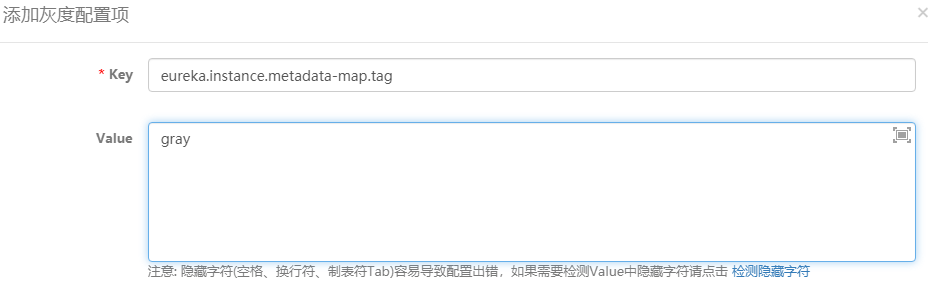 添加灰度配置项
×
* Key
eureka.instance.metadata-map.tag
Value
gray
注意: 隐藏字符(空格、换行符、制表符Tab)容易导致配置出错，如果需要检测Value中隐藏字符请点击 检测隐藏字符